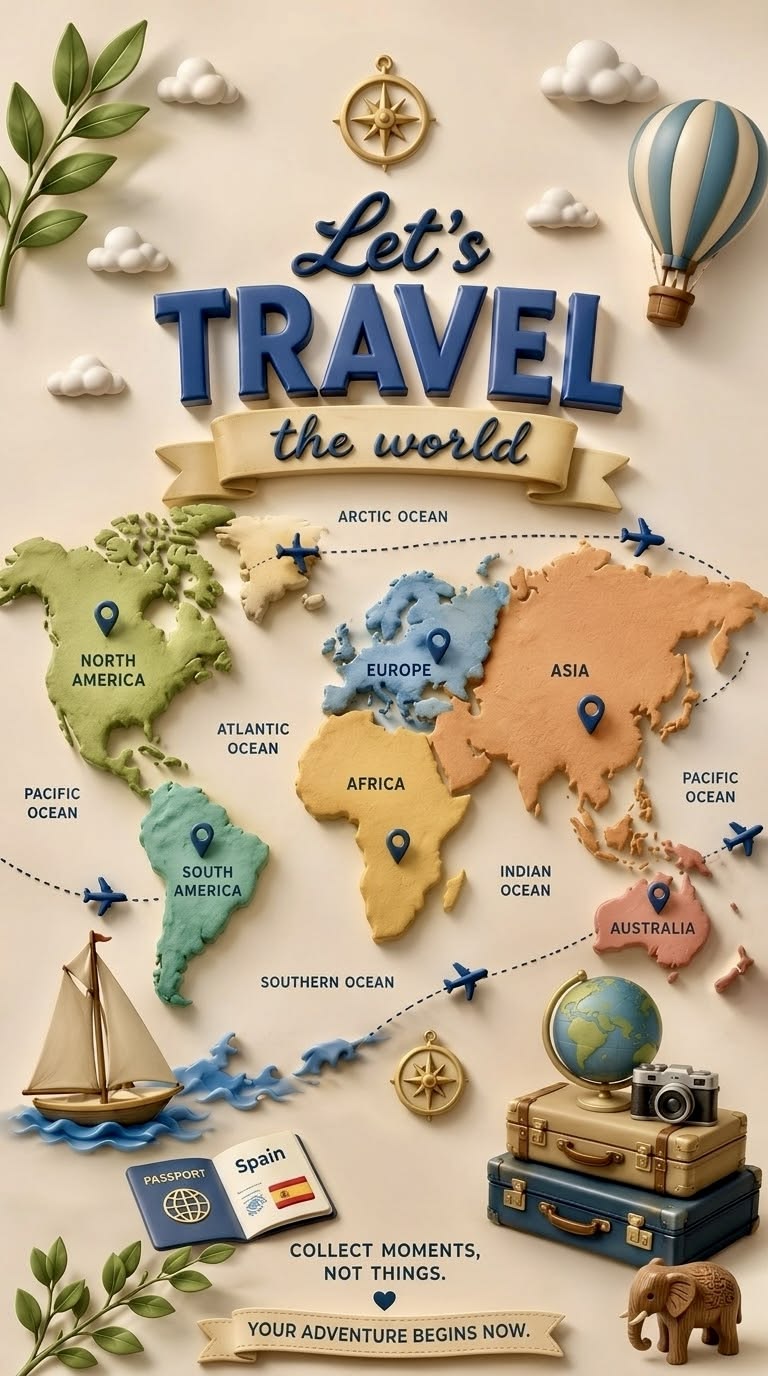 Let's
TRAVEL
the world
ARCTIC OCEAN
NORTH
AMERICA
EUROPE
ASIA
ATLANTIC
OCEAN
AFRICA
PACIFIC
OCEAN
PACIFIC
OCEAN
SOUTH
AMERICA
INDIAN
OCEAN
AUSTRALIA
SOUTHERN OCEAN
PASSPORT
Spain
COLLECT MOMENTS,
NOT THINGS.
YOUR ADVENTURE BEGINS NOW.